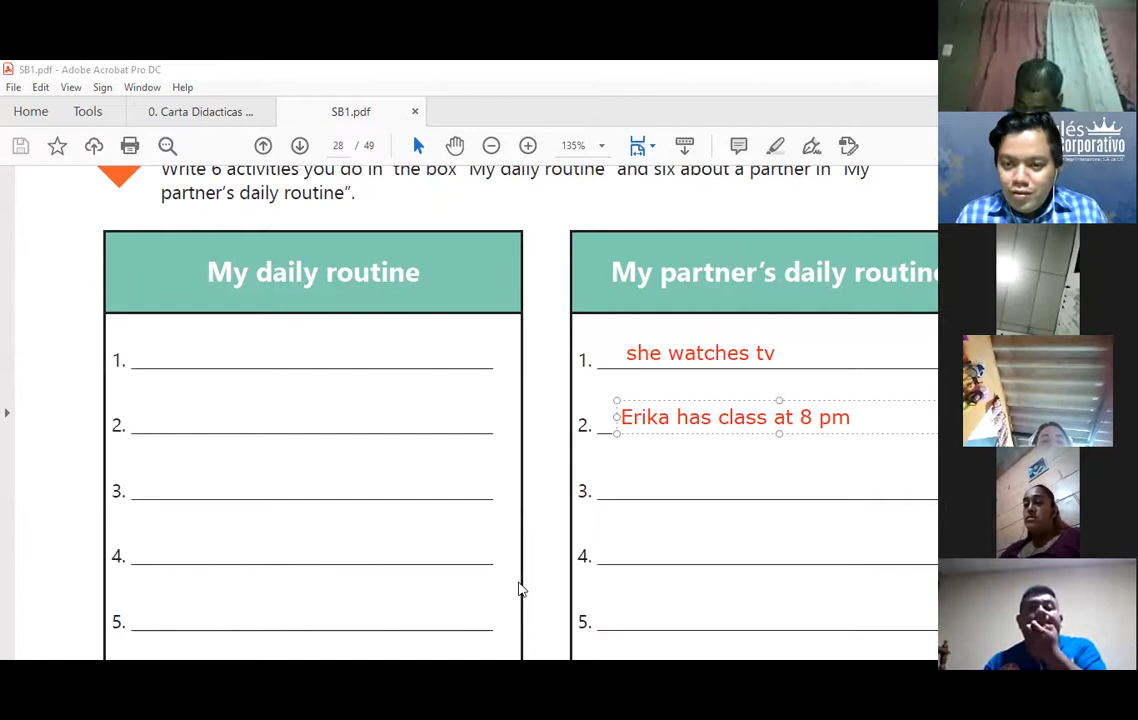 SB1.pdf - Adobe Acrobat Pro DC
File Edit View Sign Window Help
Home Tools 0. Carta Didacticas ... SB1.pdf ×
28 / 49 135%
Write 6 activities you do in "the box "My daily routine" and six about a partner in "My
partner's daily routine".
My daily routine
1.
2.
3.
4.
5.
My partner's daily routine
1. she watches tv
2. Erika has class at 8 pm
3.
4.
5.
lés
orporativo